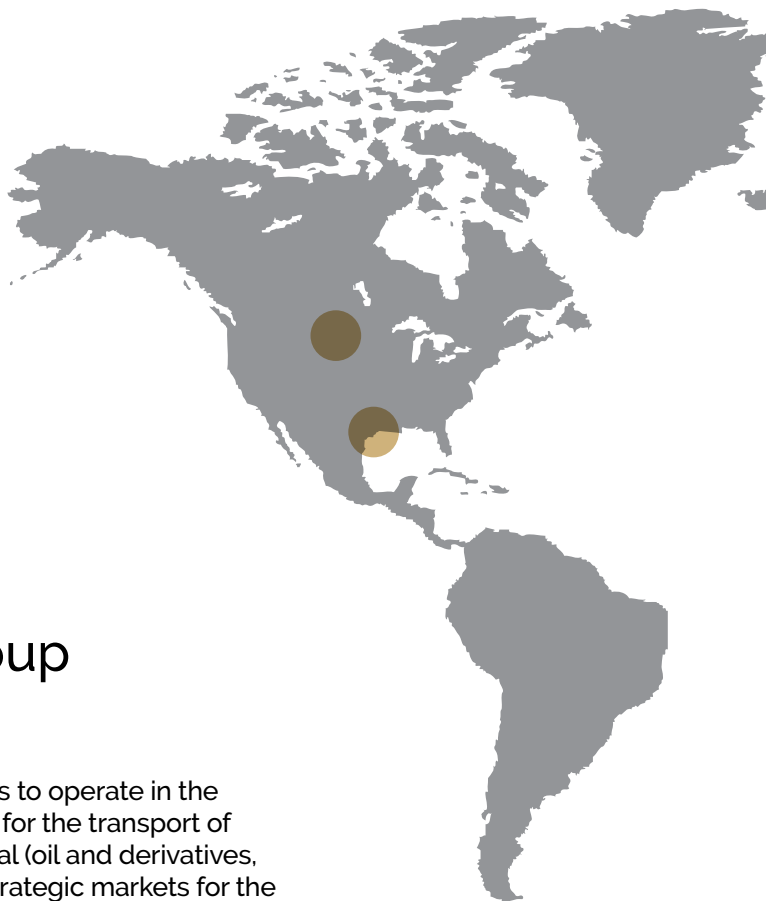 oup
s to operate in the
for the transport of
al (oil and derivatives,
rategic markets for the